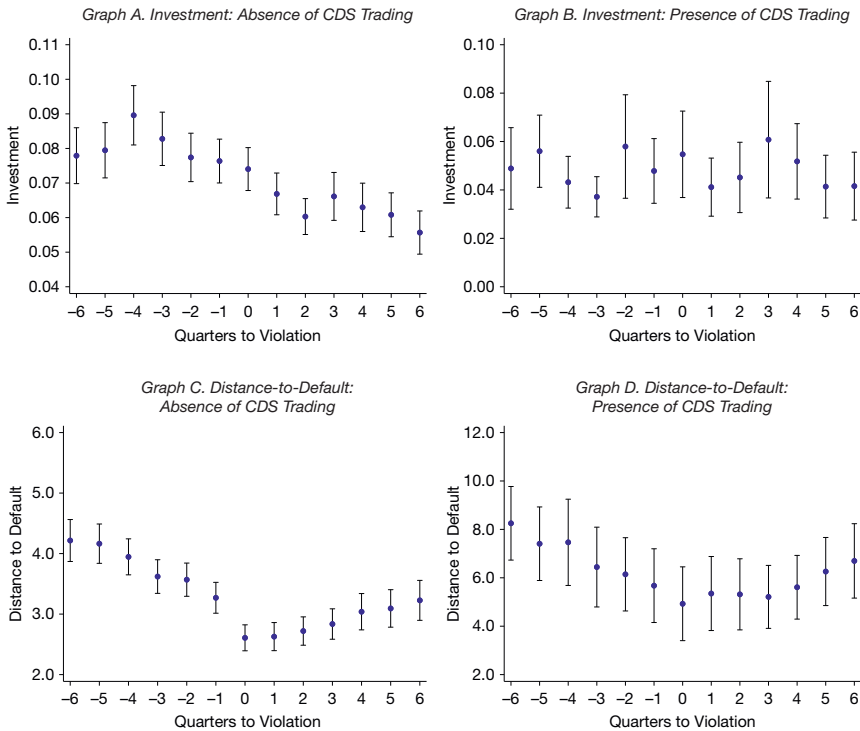 Graph A. Investment: Absence of CDS Trading
0.11
0.10
0.09
0.08
0.07
0.06
0.05
0.04
Investment
–6 –5 –4 –3 –2 –1 0 1 2 3 4 5 6
Quarters to Violation
Graph B. Investment: Presence of CDS Trading
0.10
0.08
0.06
0.04
0.02
0.00
Investment
–6 –5 –4 –3 –2 –1 0 1 2 3 4 5 6
Quarters to Violation
Graph C. Distance-to-Default:
Absence of CDS Trading
6.0
5.0
4.0
3.0
2.0
Distance to Default
–6 –5 –4 –3 –2 –1 0 1 2 3 4 5 6
Quarters to Violation
Graph D. Distance-to-Default:
Presence of CDS Trading
12.0
10.0
8.0
6.0
4.0
2.0
Distance to Default
–6 –5 –4 –3 –2 –1 0 1 2 3 4 5 6
Quarters to Violation